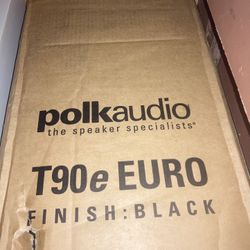 polkaudio
the speaker specialists®
T90e EURO
FINISH:BLACK